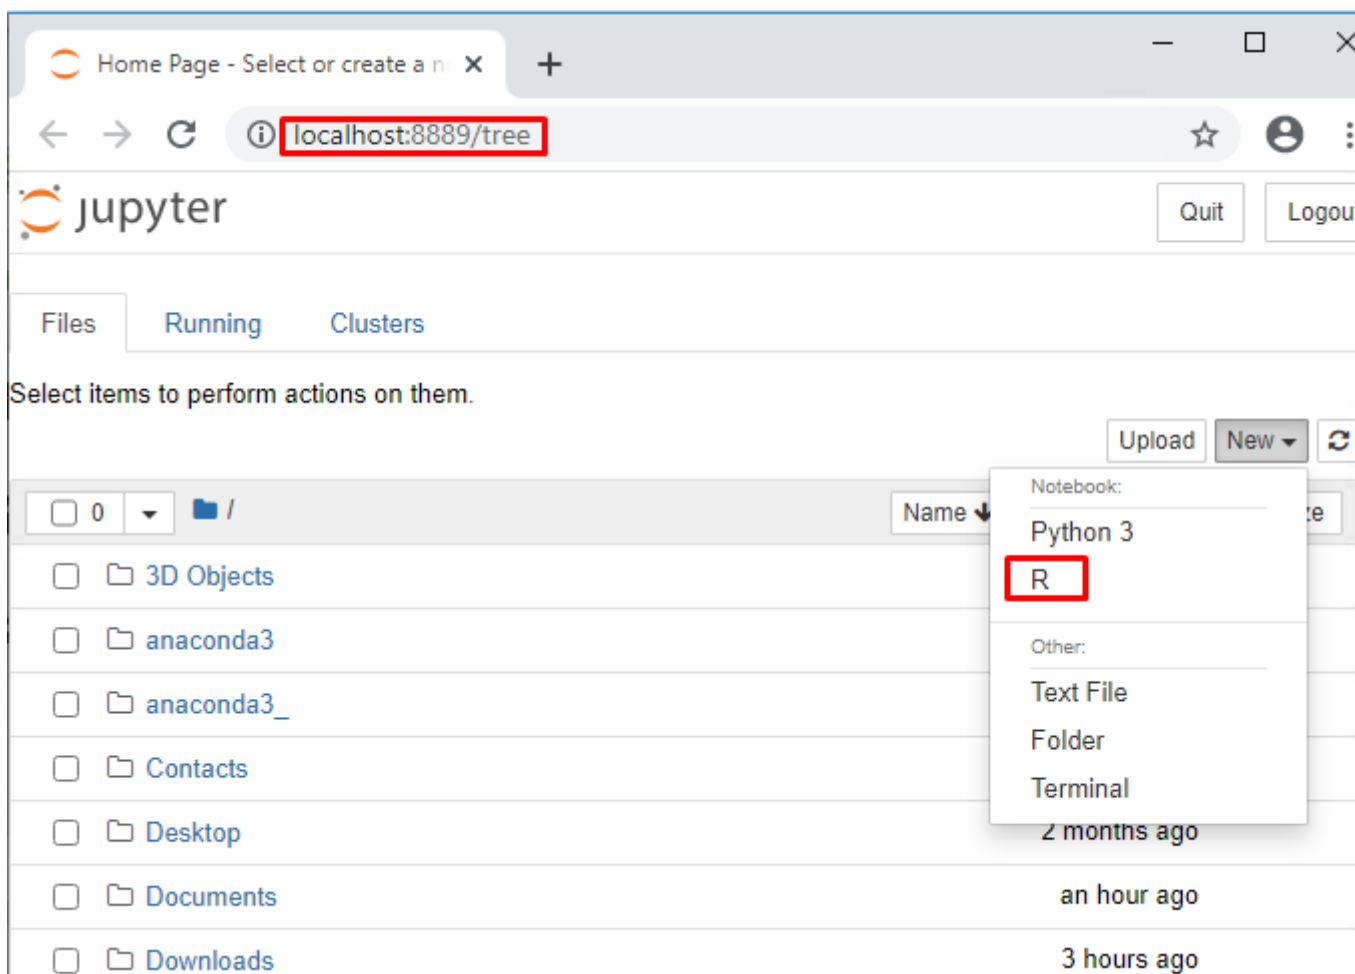 Home Page - Select or create a n
localhost:8889/tree
jupyter
Quit
Logou
Files Running Clusters
Select items to perform actions on them.
Upload New
0 /
Name
ze
Notebook:
Python 3
R
Other:
Text File
Folder
Terminal
3D Objects
anaconda3
anaconda3_
Contacts
Desktop 2 months ago
Documents an hour ago
Downloads 3 hours ago